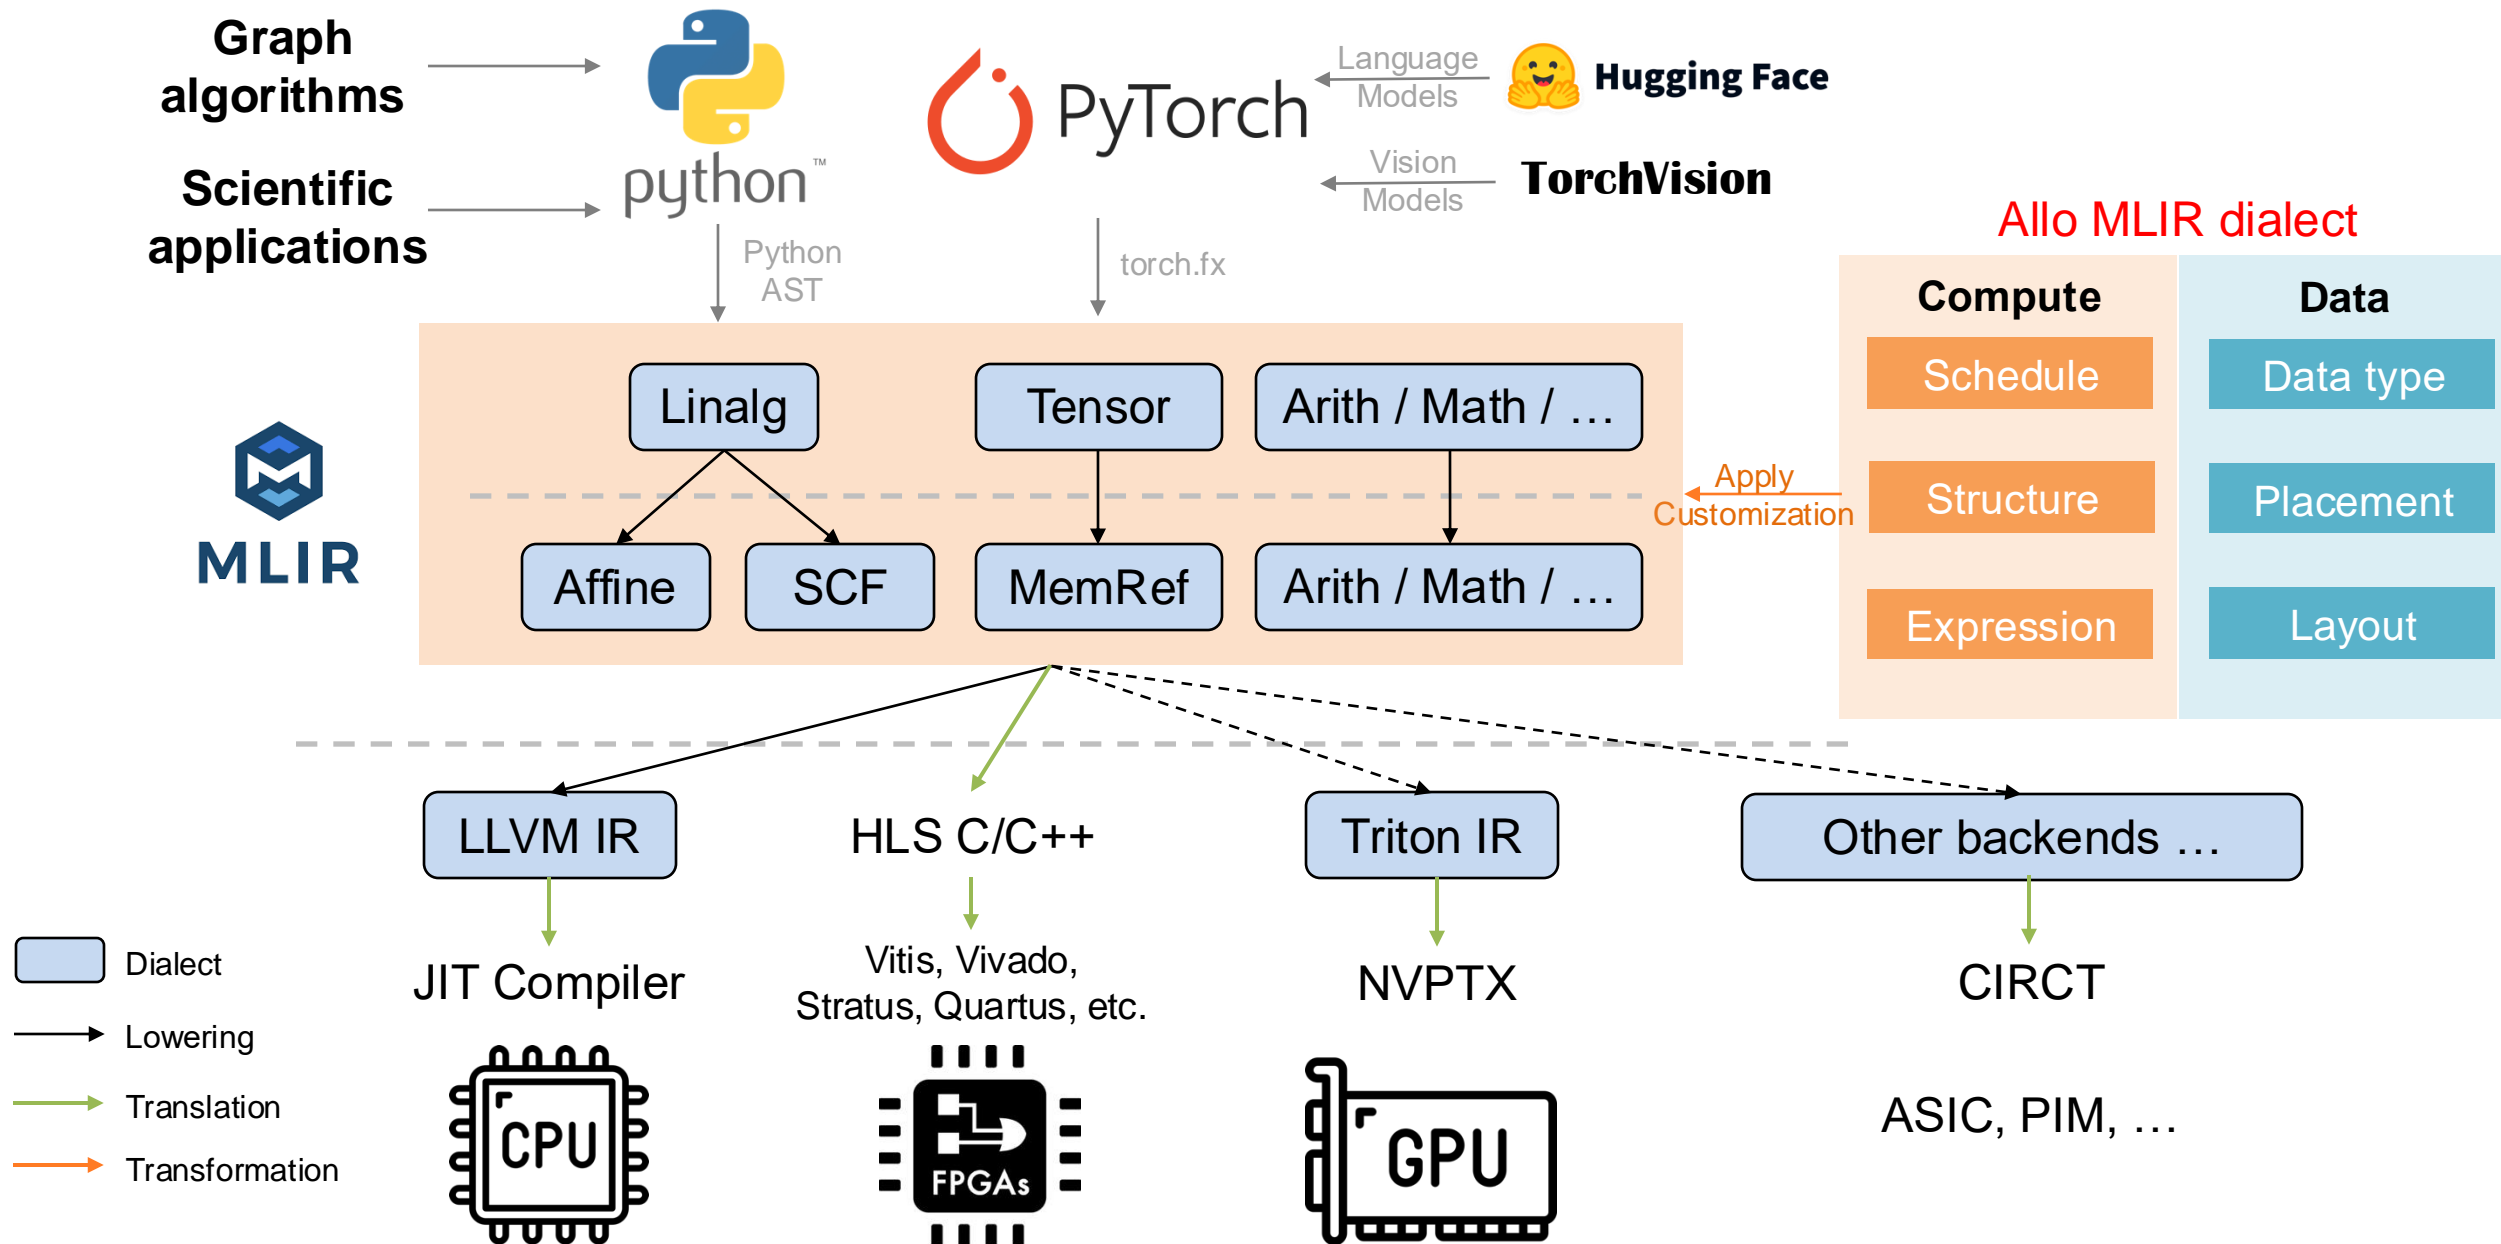 Graph
algorithms
Scientific
applications
python™
PyTorch
Language
Models
Hugging Face
Vision
Models
TorchVision
Python
AST
torch.fx
Allo MLIR dialect
Compute
Data
Schedule
Data type
Structure
Placement
Expression
Layout
Apply
Customization
MLIR
Linalg
Tensor
Arith / Math / …
Affine
SCF
MemRef
Arith / Math / …
LLVM IR
HLS C/C++
Triton IR
Other backends …
JIT Compiler
Vitis, Vivado,
Stratus, Quartus, etc.
NVPTX
CIRCT
CPU
FPGAs
GPU
ASIC, PIM, …
Dialect
Lowering
Translation
Transformation